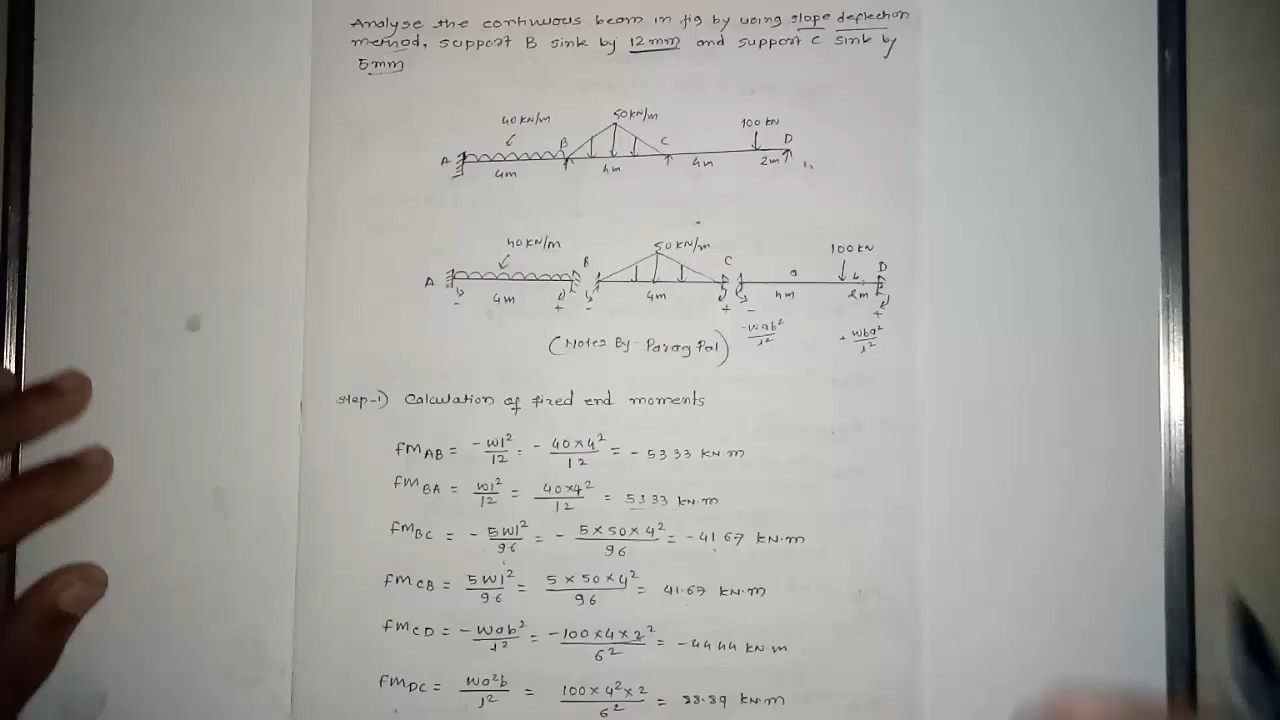 Analyse the continuous beam in fig by using slope deflection
method, support B sink by 12mm and support C sink by
5mm
40 KN/m
50 KN/m
100 KN
A
B
C
D
4m
4m
4m
2m
40 KN/m
50 KN/m
100 KN
A
B
C
a
b
D
4m
4m
4m
2m
- + - + - +
(Notes By - Parag Pal)
-wab²/l²
+ wba²/l²
Step-1) Calculation of fixed end moments
FM_AB = -wl²/12 = - 40×4²/12 = - 53.33 KN.m
FM_BA = wl²/12 = 40×4²/12 = 53.33 KN.m
FM_BC = - 5wl²/96 = - 5×50×4²/96 = -41.67 KN.m
FM_CB = 5wl²/96 = 5×50×4²/96 = 41.67 KN.m
FM_CD = -wab²/l² = -100×4×2²/6² = -44.44 KN m
FM_DC = wa²b/l² = 100×4²×2/6² = 88.89 KN.m